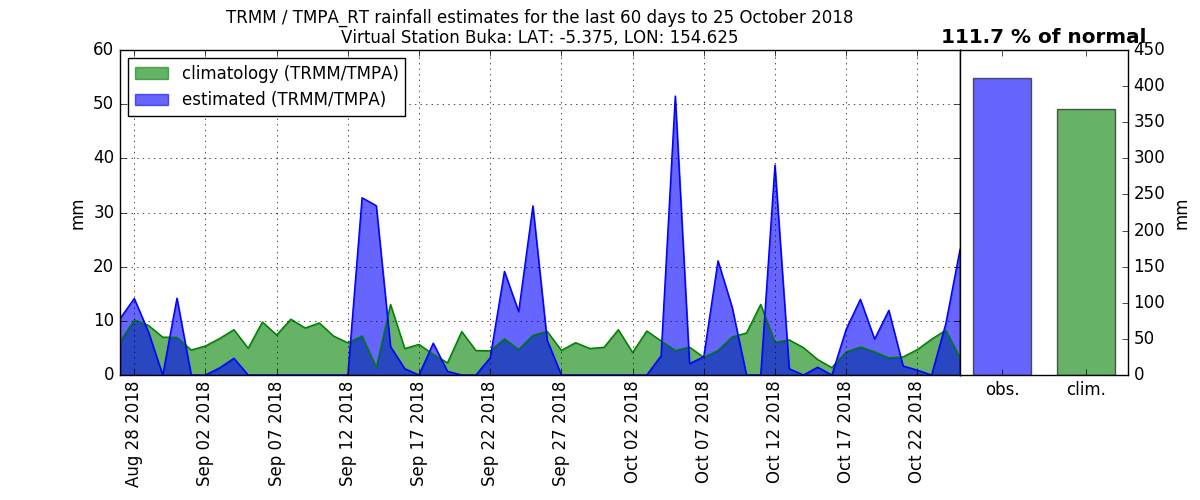 TRMM / TMPA_RT rainfall estimates for the last 60 days to 25 October 2018
Virtual Station Buka: LAT: -5.375, LON: 154.625
111.7 % of normal
climatology (TRMM/TMPA)
estimated (TRMM/TMPA)
60
50
40
30
20
10
0
mm
Aug 28 2018
Sep 02 2018
Sep 07 2018
Sep 12 2018
Sep 17 2018
Sep 22 2018
Sep 27 2018
Oct 02 2018
Oct 07 2018
Oct 12 2018
Oct 17 2018
Oct 22 2018
obs.
clim.
450
400
350
300
250
200
150
100
50
0
mm